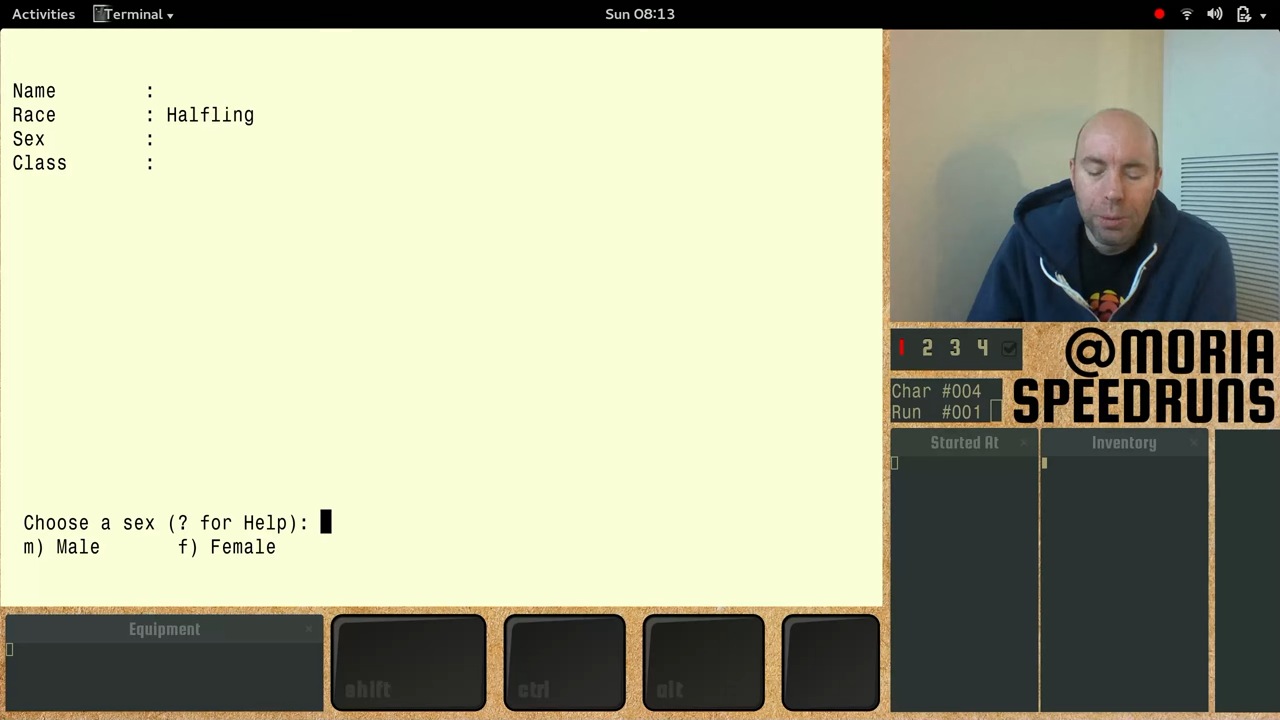 Activities Terminal Sun 08:13
Name :
Race : Halfling
Sex :
Class :
Choose a sex (? for Help):
m) Male f) Female
1 2 3 4
@MORIA
SPEEDRUNS
Char #004
Run #001
Started At
Inventory
Equipment
shift ctrl alt